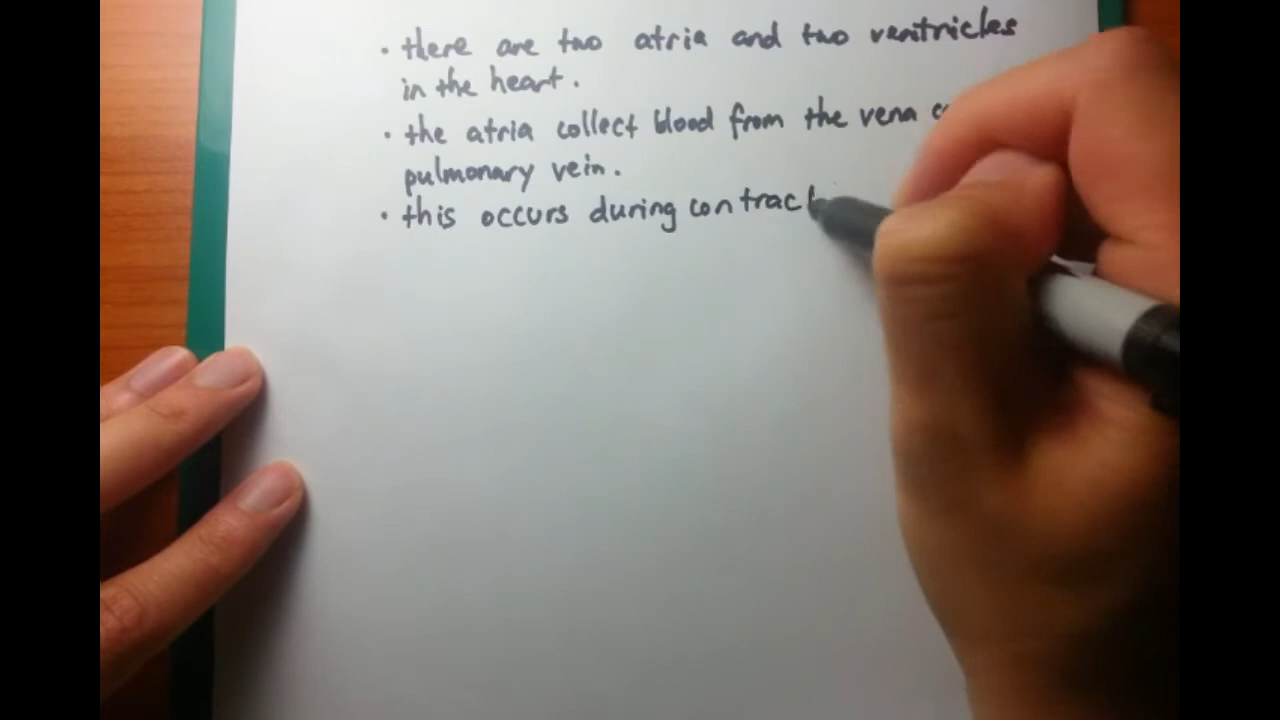 • there are two atria and two ventricles
in the heart.
• the atria collect blood from the vena
pulmonary vein.
• this occurs during contract